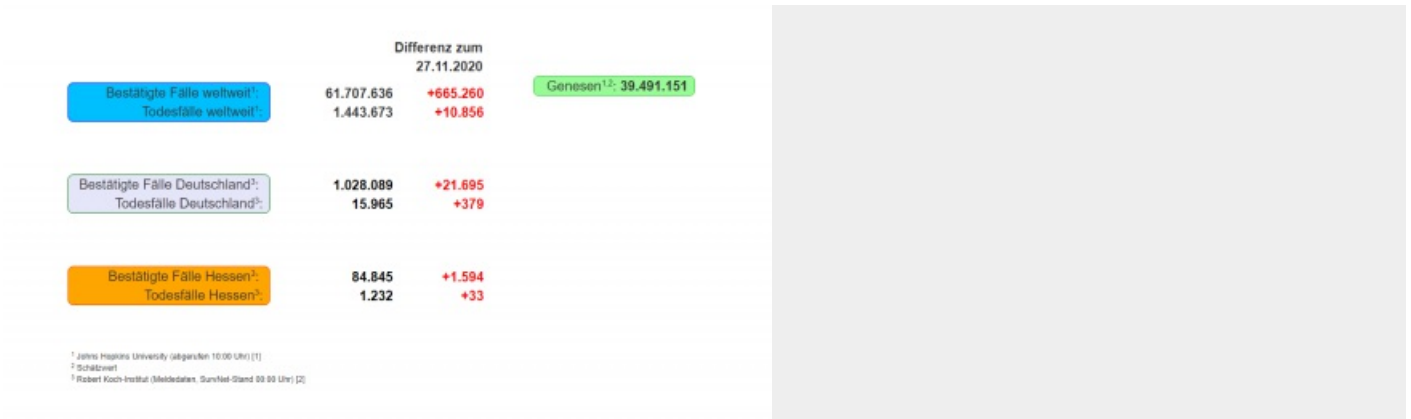 Differenz zum
27.11.2020
Bestätigte Fälle weltweit¹: 61.707.636 +665.260
Genesen¹,²: 39.491.151
Todesfälle weltweit¹: 1.443.673 +10.856
Bestätigte Fälle Deutschland³: 1.028.089 +21.695
Todesfälle Deutschland³: 15.965 +379
Bestätigte Fälle Hessen³: 84.845 +1.594
Todesfälle Hessen³: 1.232 +33
¹ Johns Hopkins University (abgerufen 10:00 Uhr) [1]
² Schätzwert
³ Robert Koch-Institut (Meldedaten, SurvNet-Stand 00:00 Uhr) [2]